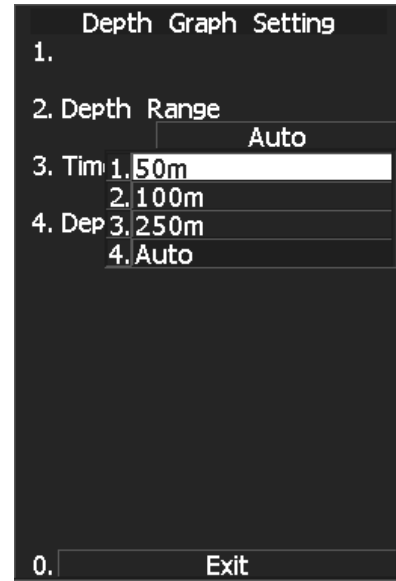 Depth Graph Setting
1.
2. Depth Range
Auto
3. Tim
1. 50m
2. 100m
4. Dep
3. 250m
4. Auto
0. Exit